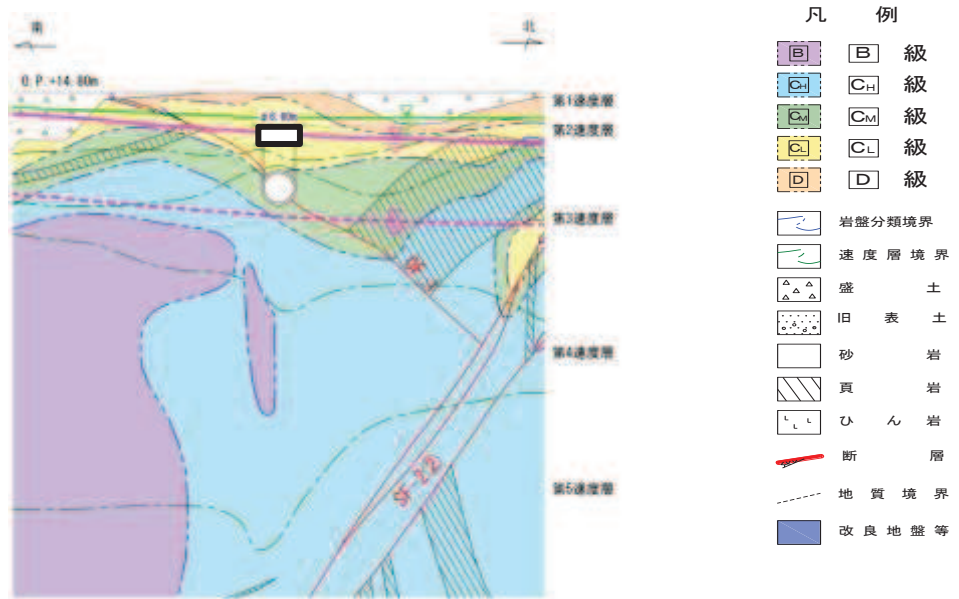 南
北
O.P.+14.80m
第1速度層
第2速度層
第3速度層
第4速度層
第5速度層
凡 例
B B 級
CH CH 級
CM CM 級
CL CL 級
D D 級
岩盤分類境界
速度層境界
盛土
旧表土
砂岩
頁岩
ひん岩
断層
地質境界
改良地盤等